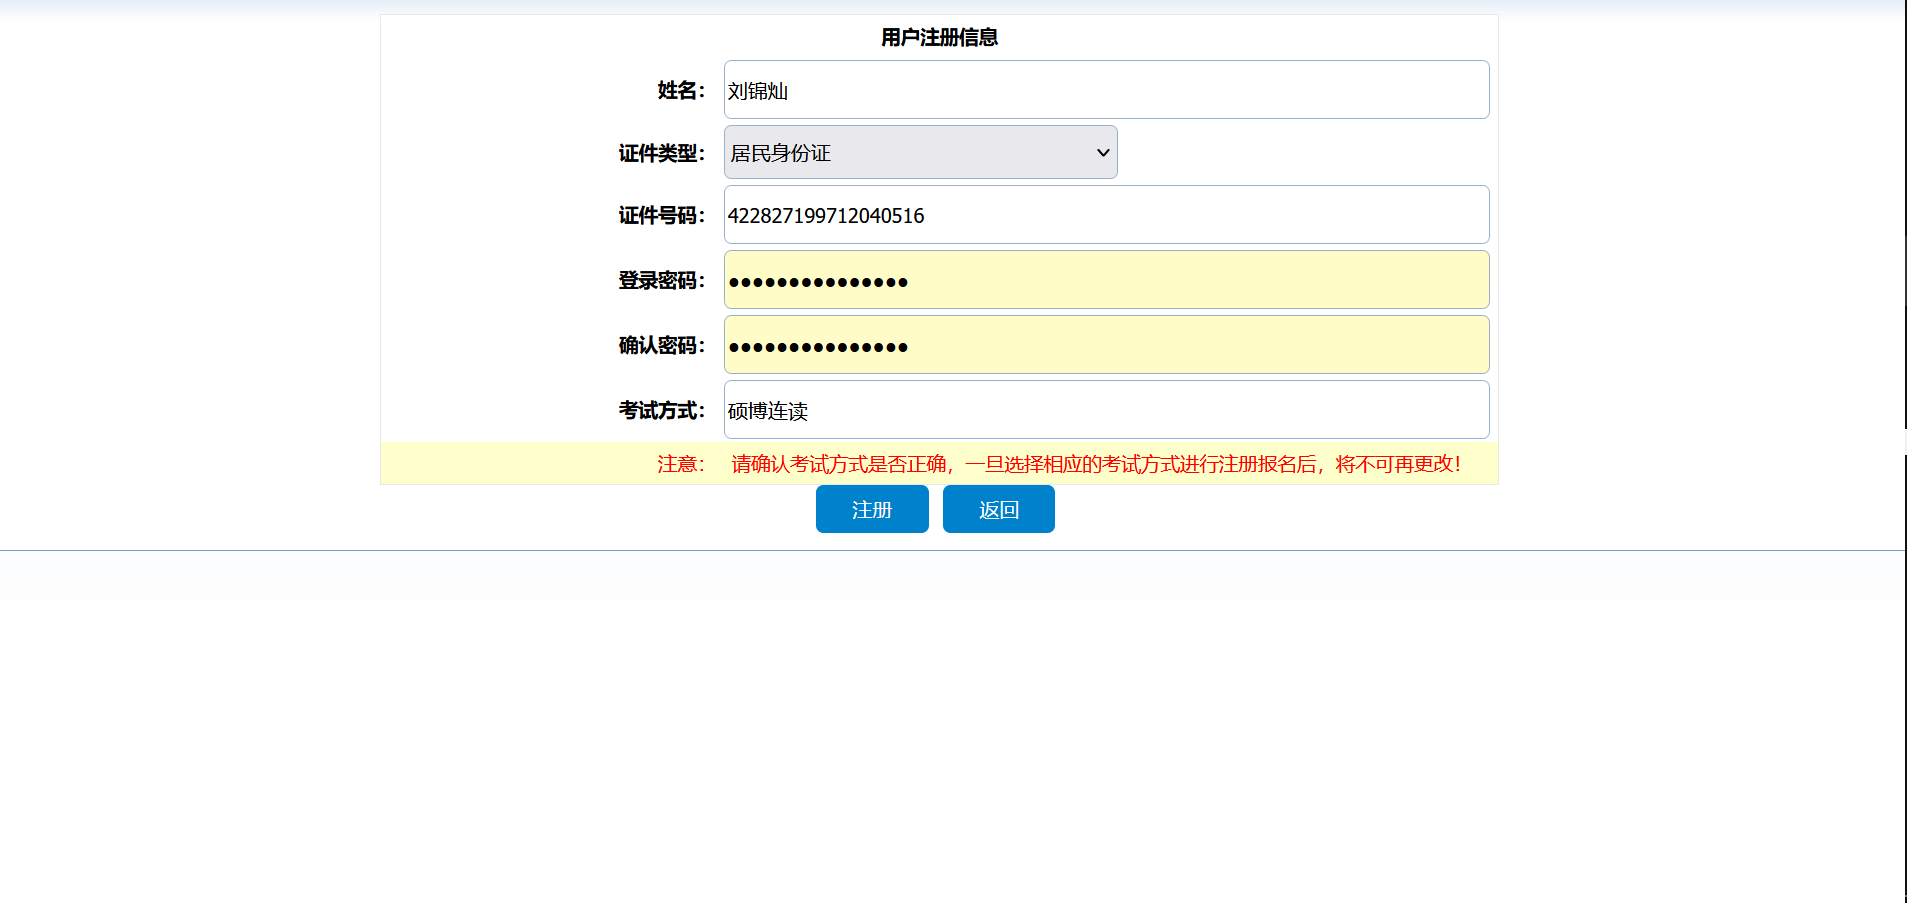 用户注册信息
姓名： 刘锦灿
证件类型： 居民身份证
证件号码： 422827199712040516
登录密码： ●●●●●●●●●●●●●●●
确认密码： ●●●●●●●●●●●●●●●
考试方式： 硕博连读
注意： 请确认考试方式是否正确，一旦选择相应的考试方式进行注册报名后，将不可再更改！
注册 返回